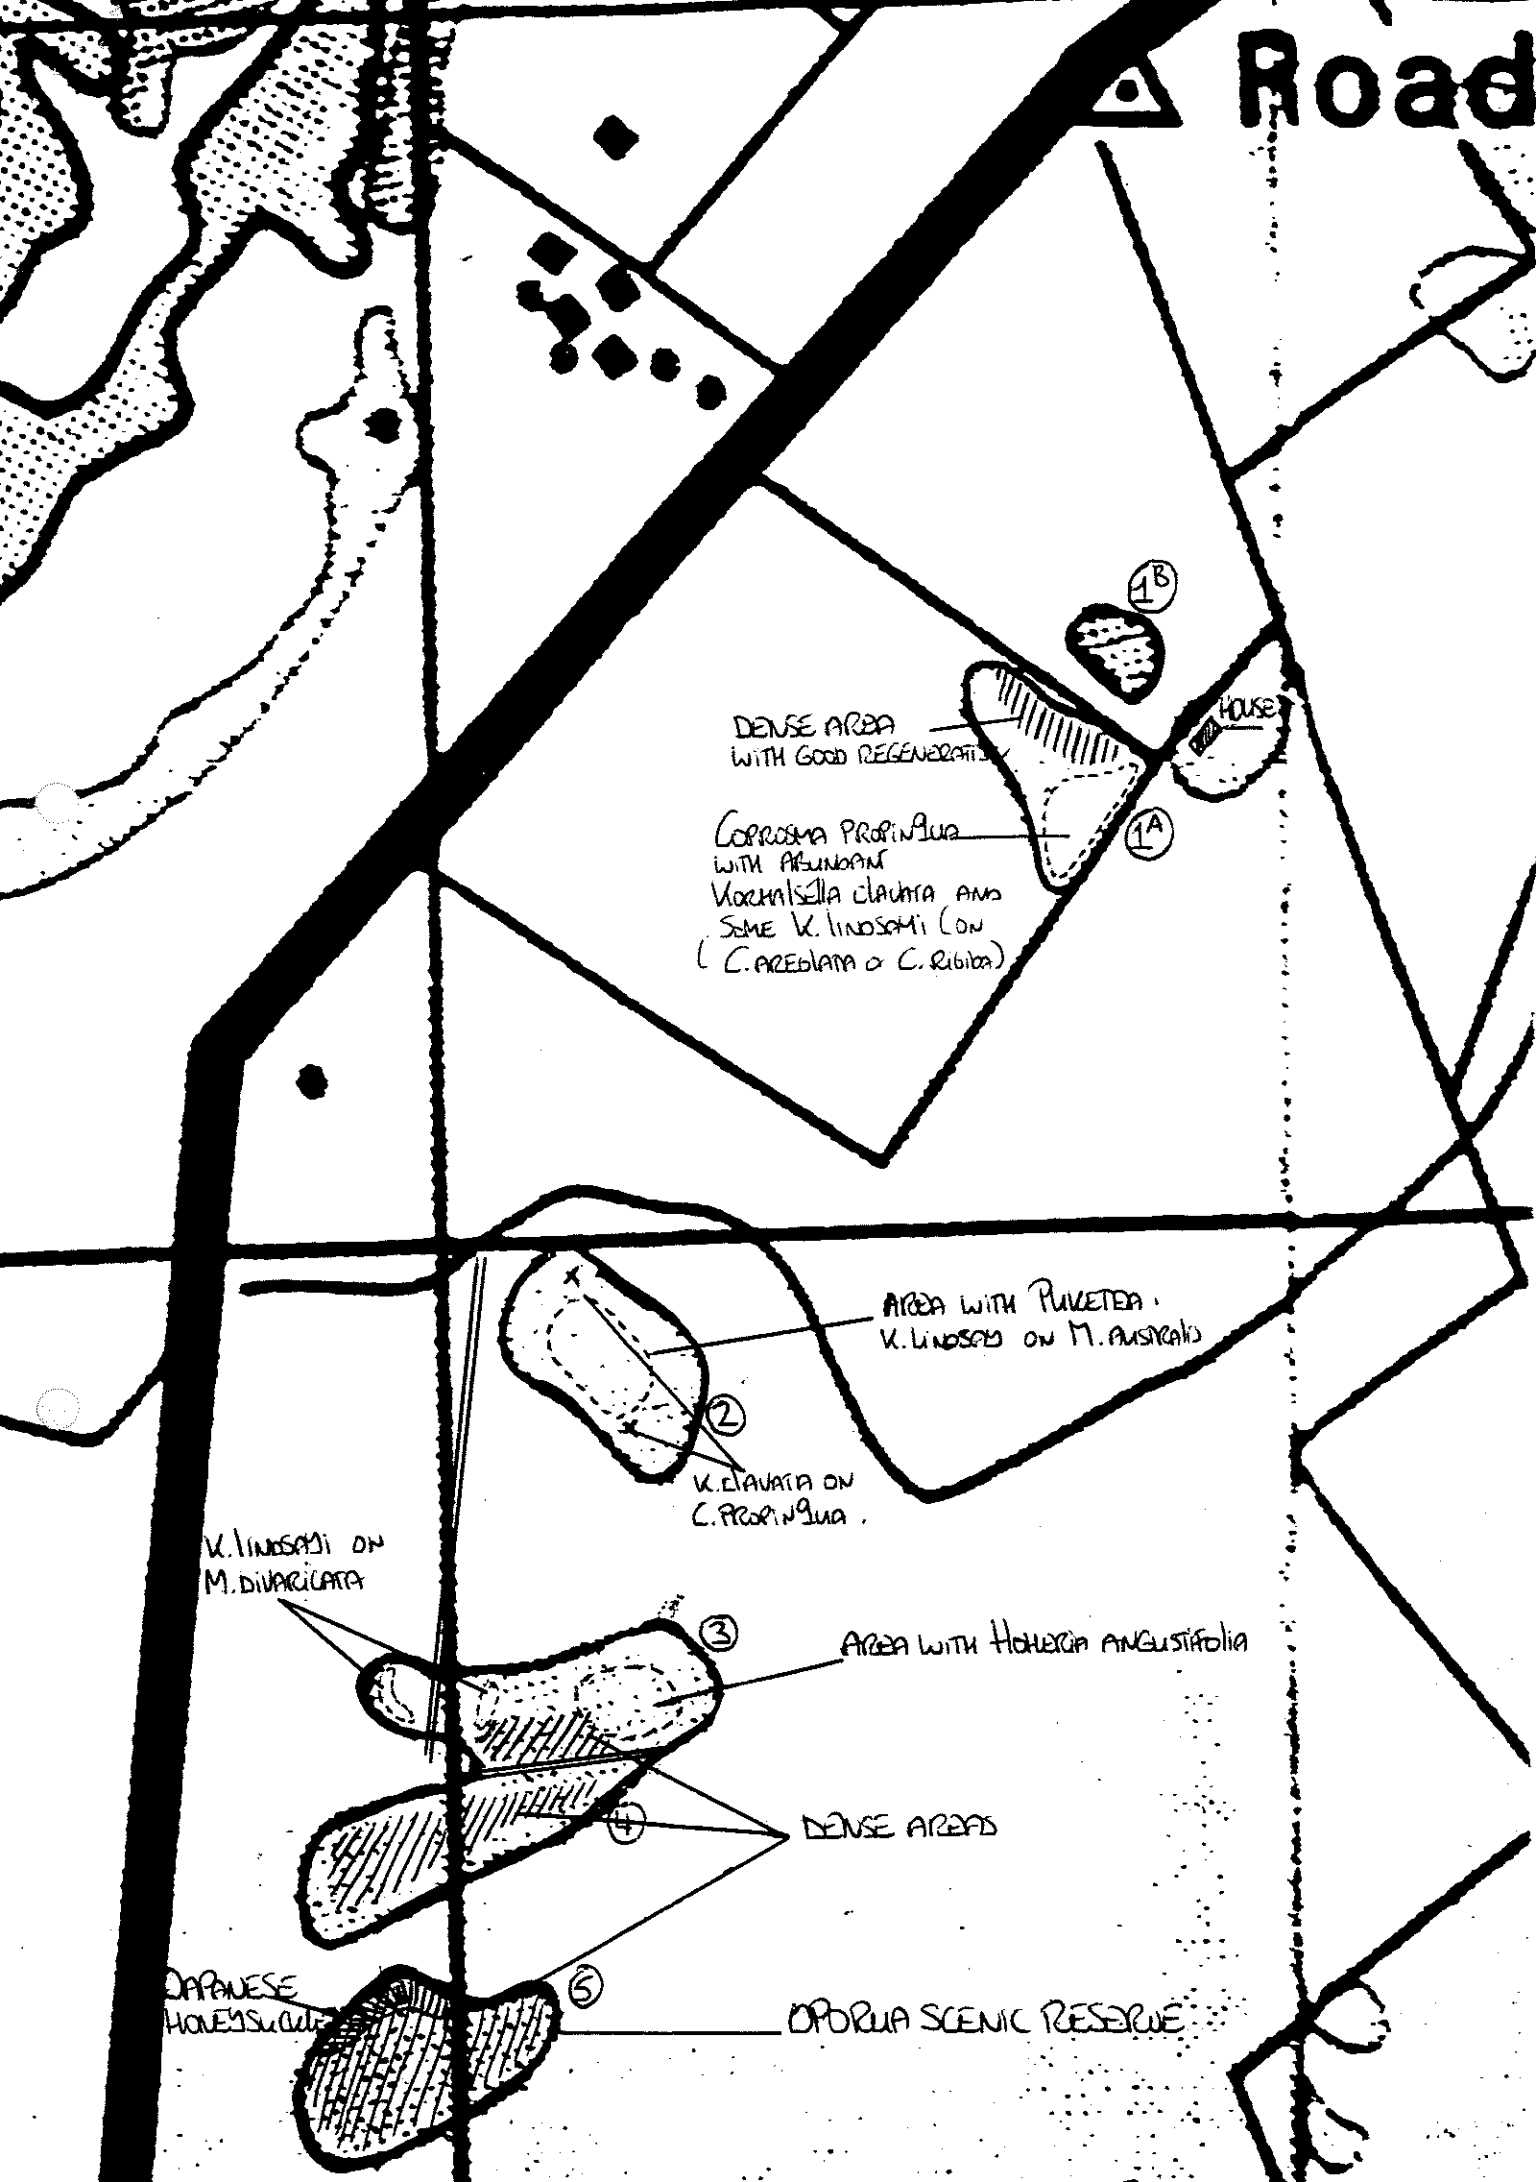 Road
1B
HOUSE
DENSE AREA
WITH GOOD REGENERATION
1A
COPROSMA PROPINQUA
WITH ABUNDANT
KORTHALSELLA CLAVATA AND
SOME K. LINDSAYI (ON
(C. AREOLATA & C. RIGIDA)
AREA WITH PUKETEA.
K. LINDSAYI ON M. AUSTRALIS
2
K. CLAVATA ON
C. PROPINQUA.
K. LINDSAYI ON
M. DIVARICATA
3
AREA WITH HOHERIA ANGUSTIFOLIA
4
DENSE AREAS
JAPANESE
HONEYSUCKLE
5
OPORUA SCENIC RESERVE